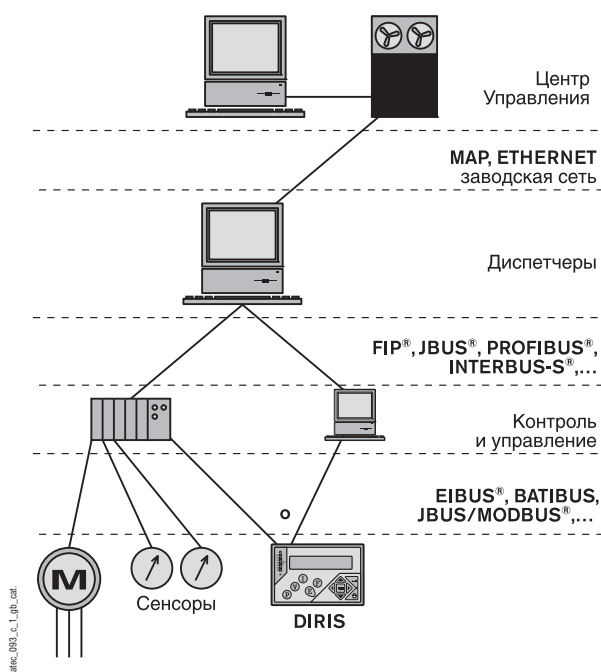 Центр
Управления
MAP, ETHERNET
заводская сеть
Диспетчеры
FIP®, JBUS®, PROFIBUS®,
INTERBUS-S®,...
Контроль
и управление
EIBUS®, BATIBUS,
JBUS/MODBUS®,...
M
Сенсоры
P V I F
P E
DIRIS
atec_093_c_1_gb_cat.